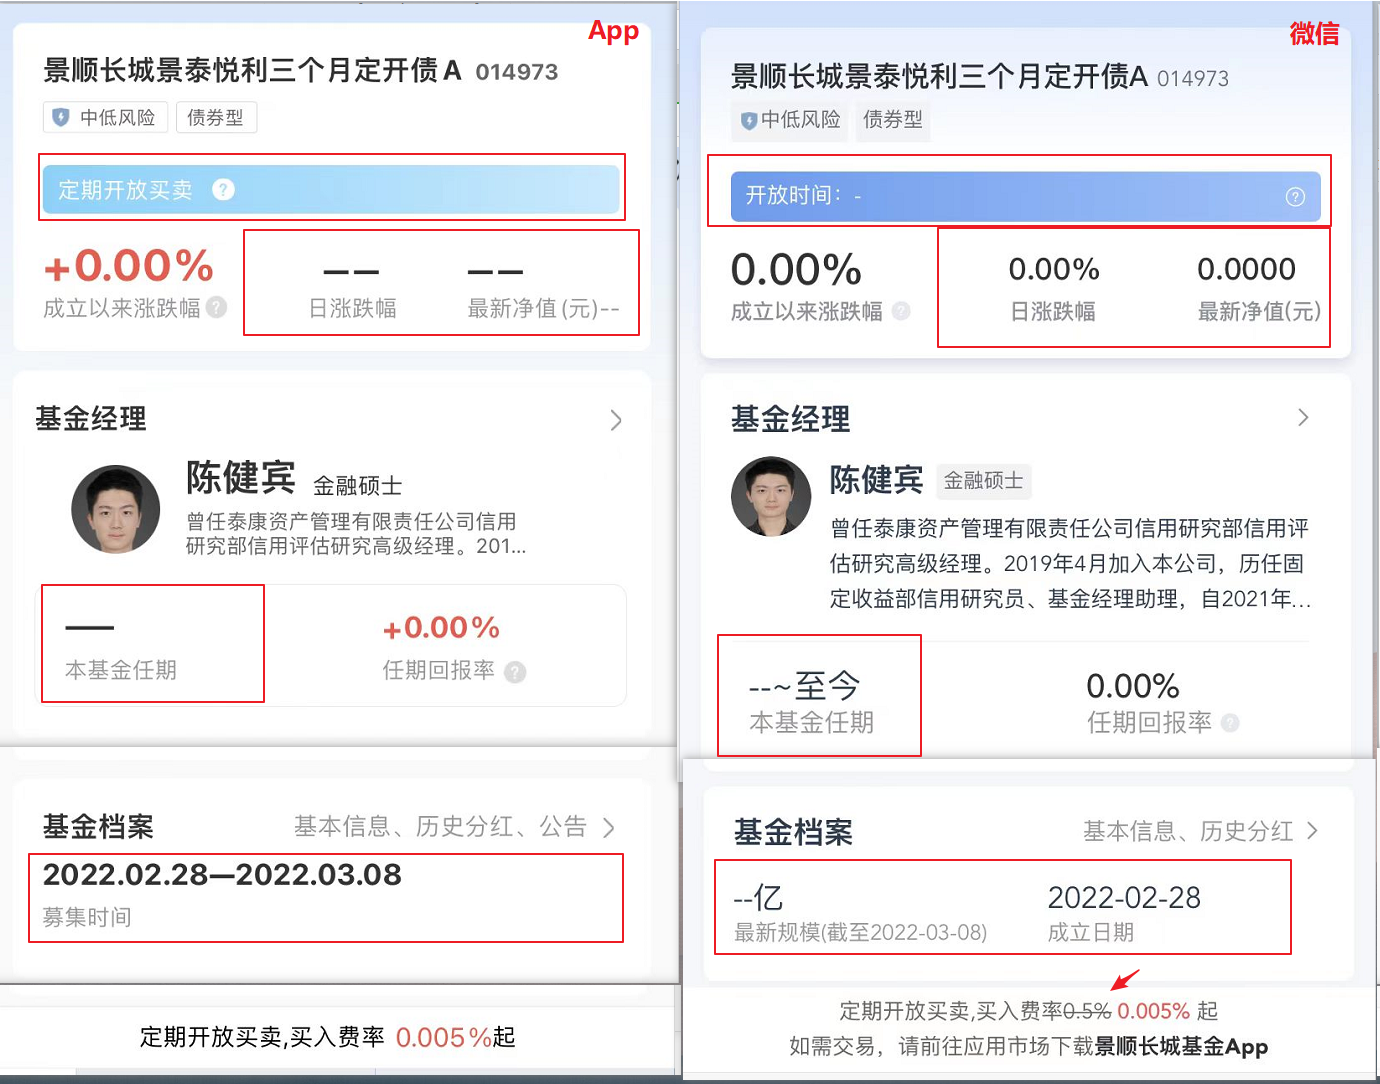 App
景顺长城景泰悦利三个月定开债A 014973
中低风险 债券型
定期开放买卖 ?
+0.00% —— ——
成立以来涨跌幅 ? 日涨跌幅 最新净值(元)--
基金经理
陈健宾 金融硕士
曾任泰康资产管理有限责任公司信用
研究部信用评估研究高级经理。201...
—— +0.00%
本基金任期 任期回报率 ?
基金档案 基本信息、历史分红、公告
2022.02.28—2022.03.08
募集时间
定期开放买卖,买入费率 0.005%起
微信
景顺长城景泰悦利三个月定开债A 014973
中低风险 债券型
开放时间：- ?
0.00% 0.00% 0.0000
成立以来涨跌幅 ? 日涨跌幅 最新净值(元)
基金经理
陈健宾 金融硕士
曾任泰康资产管理有限责任公司信用研究部信用评
估研究高级经理。2019年4月加入本公司，历任固
定收益部信用研究员、基金经理助理，自2021年...
--~至今 0.00%
本基金任期 任期回报率 ?
基金档案 基本信息、历史分红
--亿 2022-02-28
最新规模(截至2022-03-08) 成立日期
定期开放买卖,买入费率0.5% 0.005% 起
如需交易，请前往应用市场下载景顺长城基金App